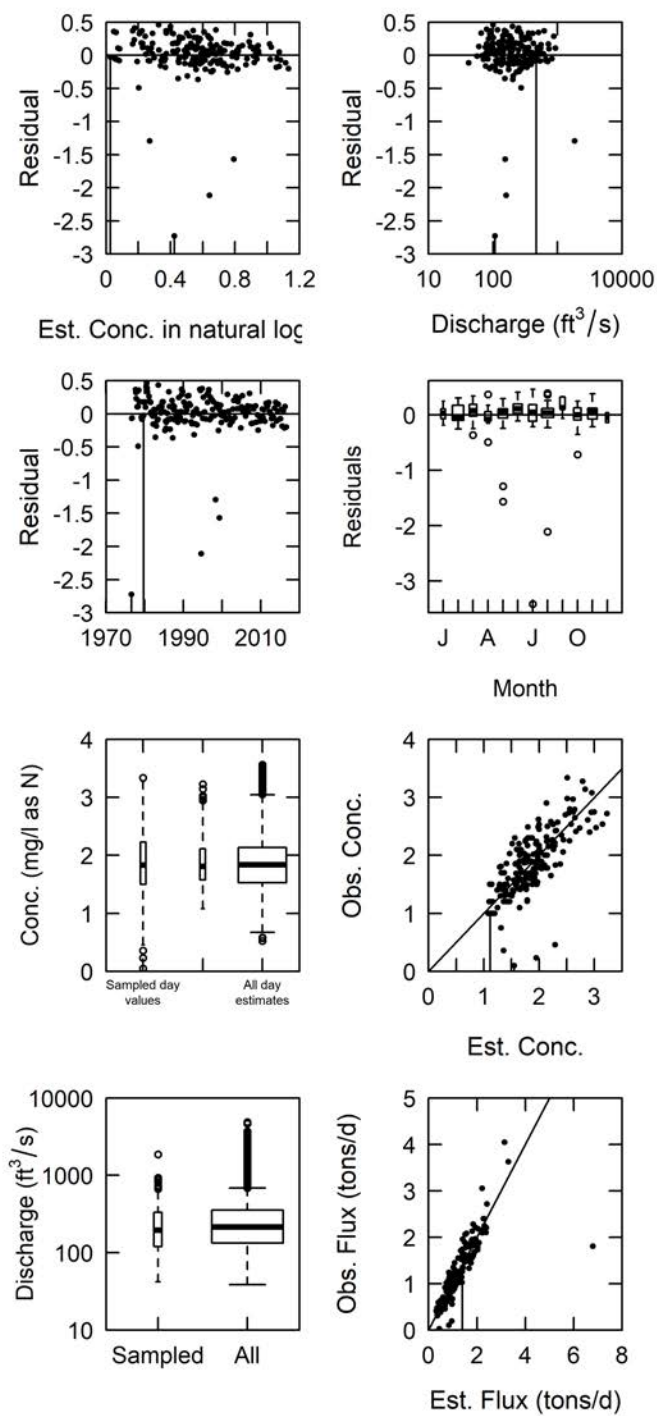 0.5 0 -0.5 -1 -1.5 -2 -2.5 -3
Residual
0 0.4 0.8 1.2
Est. Conc. in natural log
0.5 0 -0.5 -1 -1.5 -2 -2.5 -3
Residual
10 100 10000
Discharge (ft³/s)
0.5 0 -0.5 -1 -1.5 -2 -2.5 -3
Residual
1970 1990 2010
0 -1 -2 -3
Residuals
J A J O
Month
4 3 2 1 0
Conc. (mg/l as N)
Sampled day All day
values estimates
4 3 2 1 0
Obs. Conc.
0 1 2 3
Est. Conc.
10000 1000 100 10
Discharge (ft³/s)
Sampled All
5 4 3 2 1 0
Obs. Flux (tons/d)
0 2 4 6 8
Est. Flux (tons/d)